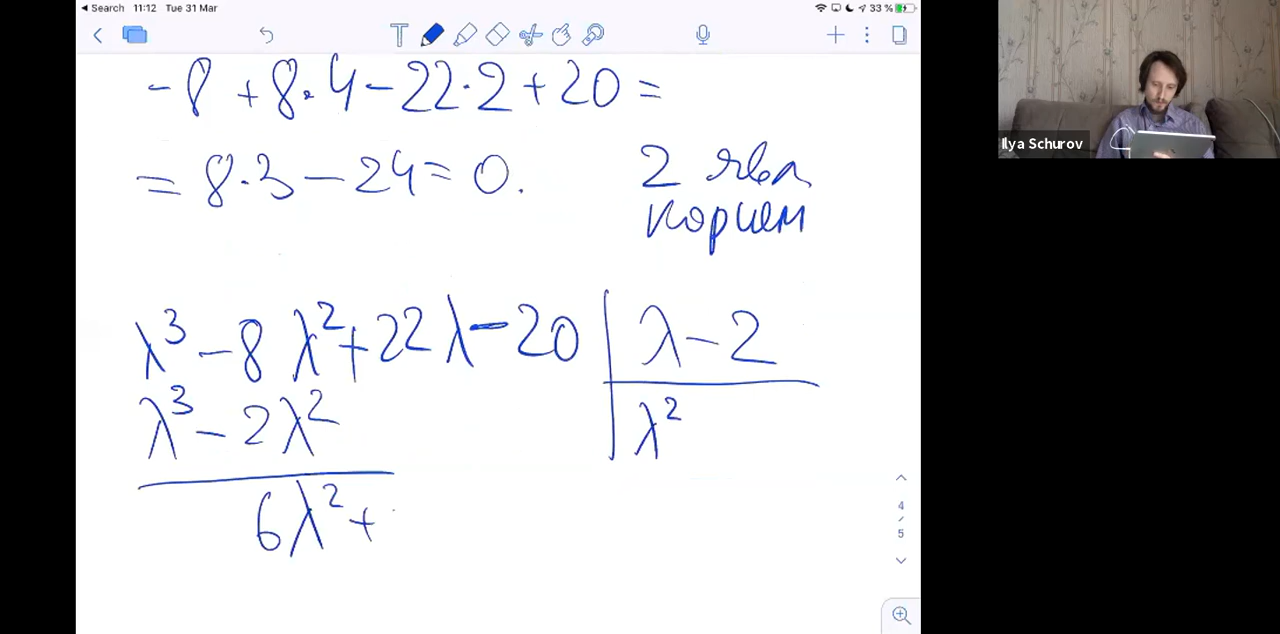 Search 11:12 Tue 31 Mar 33 %
T
-8 + 8·4 - 22·2 + 20 =
= 8·3 - 24 = 0.
2 явл
корнем
λ³ - 8λ² + 22λ - 20 | λ - 2
λ³ - 2λ² | λ²
6λ² +
4
/
5
Ilya Schurov